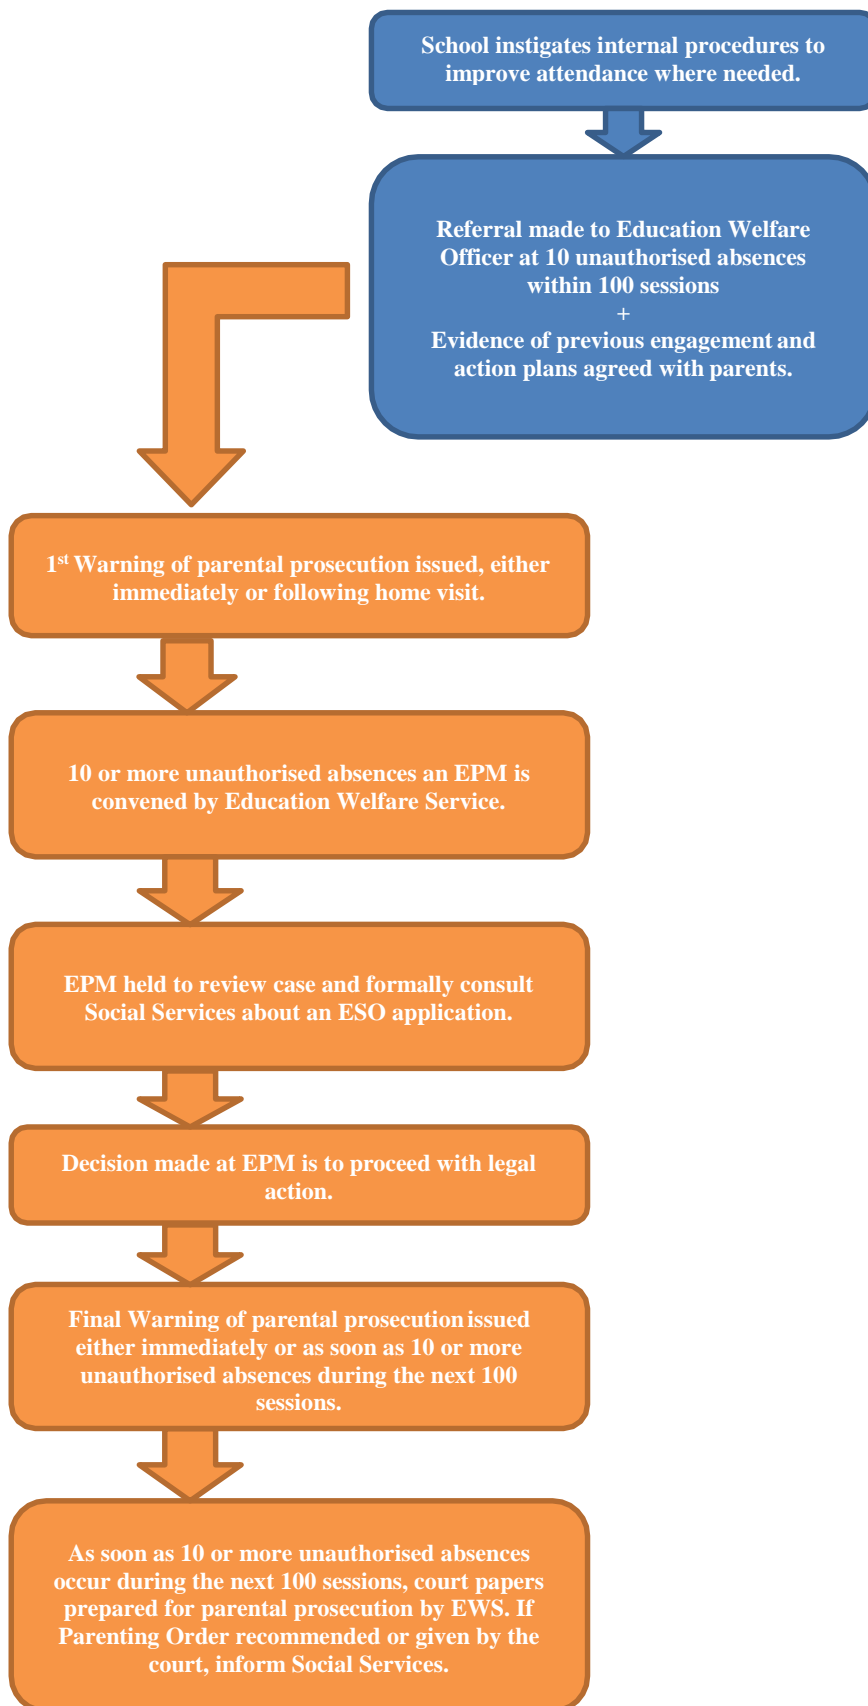 School instigates internal procedures to
improve attendance where needed.
Referral made to Education Welfare
Officer at 10 unauthorised absences
within 100 sessions
+
Evidence of previous engagement and
action plans agreed with parents.
1st Warning of parental prosecution issued, either
immediately or following home visit.
10 or more unauthorised absences an EPM is
convened by Education Welfare Service.
EPM held to review case and formally consult
Social Services about an ESO application.
Decision made at EPM is to proceed with legal
action.
Final Warning of parental prosecution issued
either immediately or as soon as 10 or more
unauthorised absences during the next 100
sessions.
As soon as 10 or more unauthorised absences
occur during the next 100 sessions, court papers
prepared for parental prosecution by EWS. If
Parenting Order recommended or given by the
court, inform Social Services.